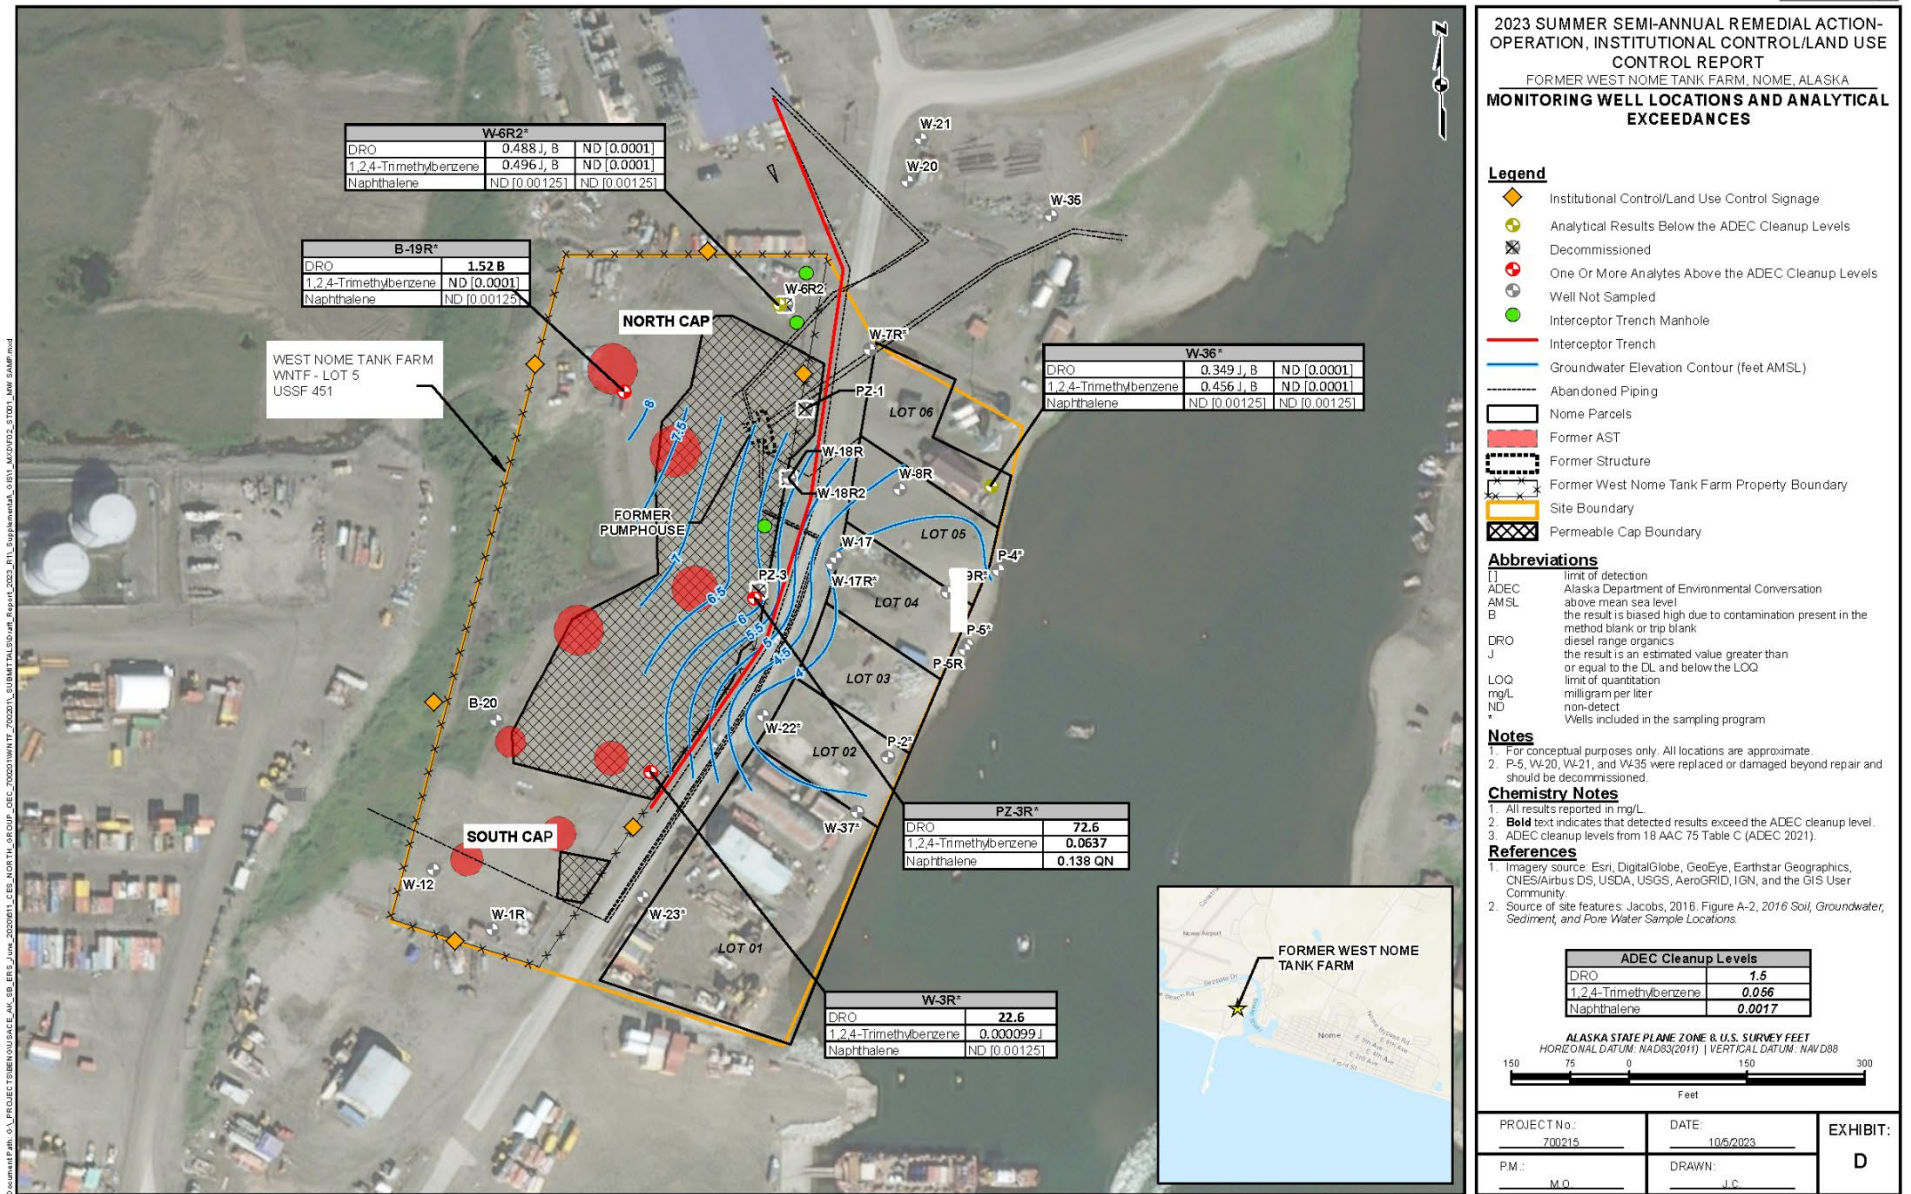 2023 SUMMER SEMI-ANNUAL REMEDIAL ACTION-
OPERATION, INSTITUTIONAL CONTROL/LAND USE
CONTROL REPORT
FORMER WEST NOME TANK FARM, NOME, ALASKA
MONITORING WELL LOCATIONS AND ANALYTICAL
EXCEEDANCES
Legend
Institutional Control/Land Use Control Signage
Analytical Results Below the ADEC Cleanup Levels
Decommissioned
One Or More Analytes Above the ADEC Cleanup Levels
Well Not Sampled
Interceptor Trench Manhole
Interceptor Trench
Groundwater Elevation Contour (feet AMSL)
Abandoned Piping
Nome Parcels
Former AST
Former Structure
Former West Nome Tank Farm Property Boundary
Site Boundary
Permeable Cap Boundary
Abbreviations
[ ] limit of detection
ADEC Alaska Department of Environmental Conversation
AMSL above mean sea level
B the result is biased high due to contamination present in the
method blank or trip blank
DRO diesel range organics
J the result is an estimated value greater than
or equal to the DL and below the LOQ
LOQ limit of quantitation
mg/L milligram per liter
ND non-detect
* Wells included in the sampling program
Notes
1. For conceptual purposes only. All locations are approximate.
2. P-5, W-20, W-21, and W-35 were replaced or damaged beyond repair and
should be decommissioned.
Chemistry Notes
1. All results reported in mg/L.
2. Bold text indicates that detected results exceed the ADEC cleanup level.
3. ADEC cleanup levels from 18 AAC 75 Table C (ADEC 2021).
References
1. Imagery source: Esri, DigitalGlobe, GeoEye, Earthstar Geographics,
CNES/Airbus DS, USDA, USGS, AeroGRID, IGN, and the GIS User
Community.
2. Source of site features: Jacobs, 2016. Figure A-2, 2016 Soil, Groundwater,
Sediment, and Pore Water Sample Locations.
ADEC Cleanup Levels
DRO 1.5
1,2,4-Trimethylbenzene 0.056
Naphthalene 0.0017
ALASKA STATE PLANE ZONE 8, U.S. SURVEY FEET
HORIZONAL DATUM: NAD83(2011) | VERTICAL DATUM: NAVD88
150 75 0 150 300
Feet
PROJECT No.:
700215
DATE:
10/5/2023
EXHIBIT:
D
P.M.:
M.O.
DRAWN:
J.C.
N
W-6R2*
DRO 0.488 J, B ND [0.0001]
1,2,4-Trimethylbenzene 0.496 J, B ND [0.0001]
Naphthalene ND [0.00125] ND [0.00125]
B-19R*
DRO 1.52 B
1,2,4-Trimethylbenzene ND [0.0001]
Naphthalene ND [0.00125]
WEST NOME TANK FARM
WNTF - LOT 5
USSF 451
W-36*
DRO 0.349 J, B ND [0.0001]
1,2,4-Trimethylbenzene 0.456 J, B ND [0.0001]
Naphthalene ND [0.00125] ND [0.00125]
PZ-3R*
DRO 72.6
1,2,4-Trimethylbenzene 0.0637
Naphthalene 0.138 QN
W-3R*
DRO 22.6
1,2,4-Trimethylbenzene 0.000099 J
Naphthalene ND [0.00125]
W-21
W-20
W-35
W-6R2
NORTH CAP
W-7R*
PZ-1
LOT 06
8
7.5
W-18R
W-8R
W-18R2
FORMER
PUMPHOUSE
LOT 05
W-17
P-4*
7
PZ-3
W-17R*
9R*
6.5
LOT 04
6
5.5
5
4.5
4
P-5*
P-5R
LOT 03
B-20
W-22*
LOT 02
P-2*
W-37*
SOUTH CAP
W-12
W-1R
W-23*
LOT 01
FORMER WEST NOME
TANK FARM
Nome Airport
Nome